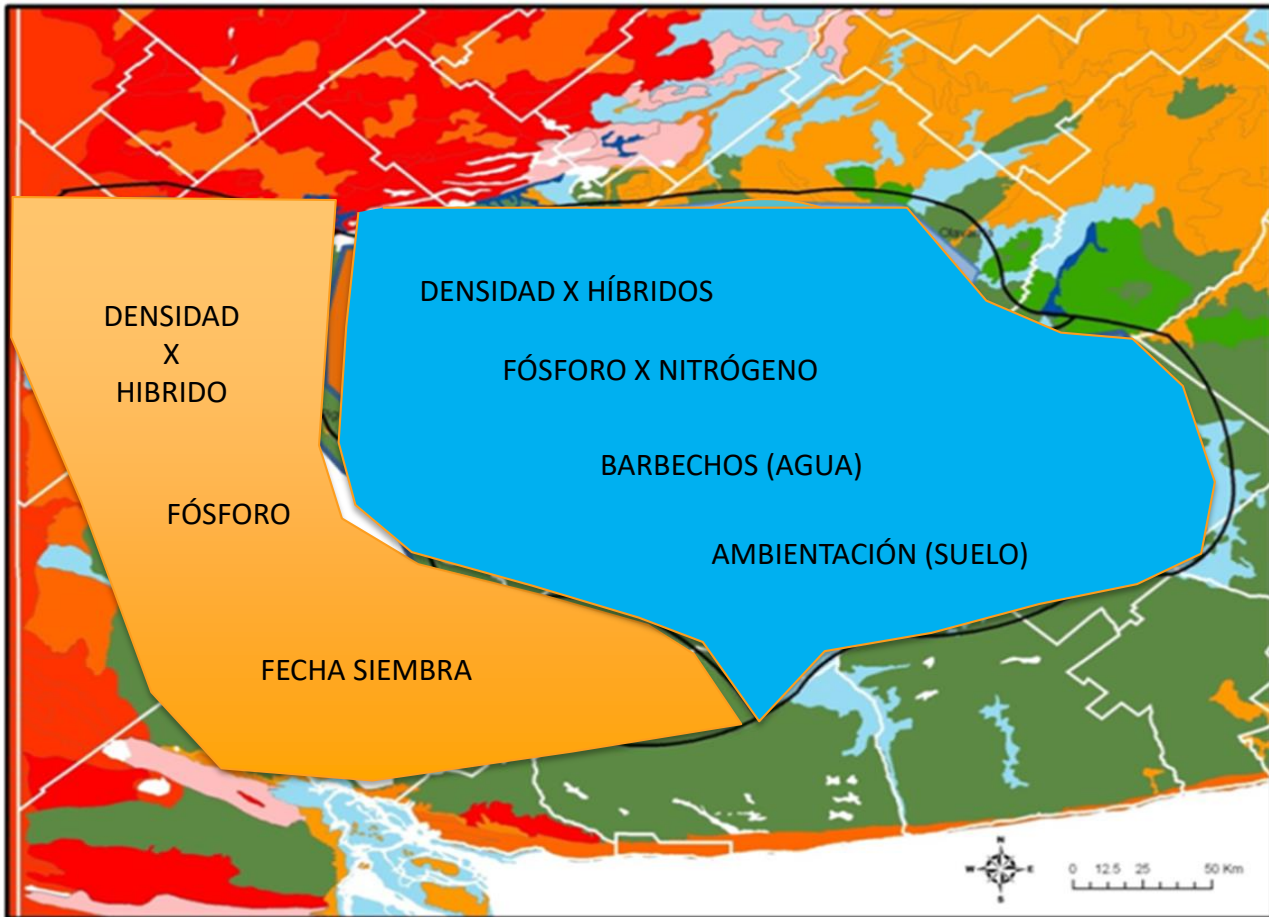 DENSIDAD
X
HIBRIDO
FÓSFORO
FECHA SIEMBRA
DENSIDAD X HÍBRIDOS
FÓSFORO X NITRÓGENO
BARBECHOS (AGUA)
AMBIENTACIÓN (SUELO)
N
W E
S
0 12.5 25 50 Km